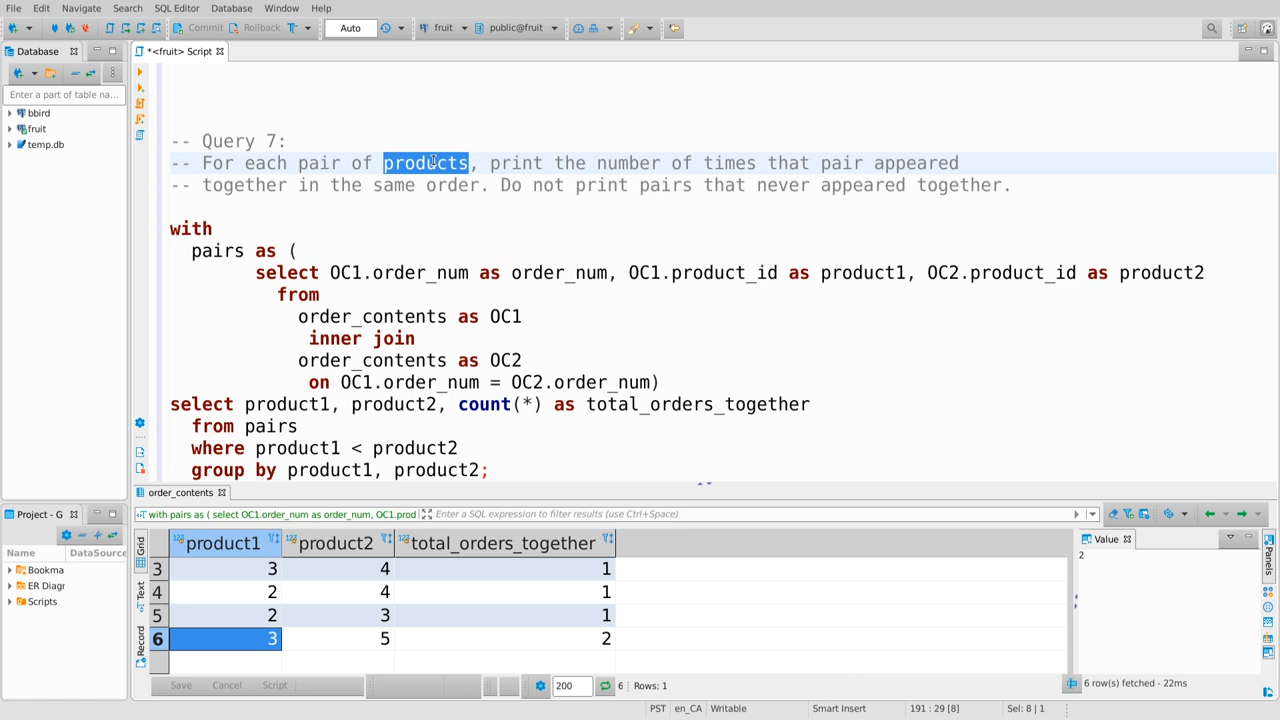 File Edit Navigate Search SQL Editor Database Window Help
Commit Rollback Auto fruit public@fruit
Database *<fruit> Script
Enter a part of table na...
bbird
fruit
temp.db
-- Query 7:
-- For each pair of products, print the number of times that pair appeared
-- together in the same order. Do not print pairs that never appeared together.
with
pairs as (
select OC1.order_num as order_num, OC1.product_id as product1, OC2.product_id as product2
from
order_contents as OC1
inner join
order_contents as OC2
on OC1.order_num = OC2.order_num)
select product1, product2, count(*) as total_orders_together
from pairs
where product1 < product2
group by product1, product2;
order_contents
with pairs as ( select OC1.order_num as order_num, OC1.prod Enter a SQL expression to filter results (use Ctrl+Space)
Project - G
Name DataSource
Bookma
ER Diagr
Scripts
Grid
Text
Record
product1 product2 total_orders_together
3 3 4 1
4 2 4 1
5 2 3 1
6 3 5 2
Value
2
Panels
Save Cancel Script 200 6 Rows: 1 6 row(s) fetched - 22ms
PST en_CA Writable Smart Insert 191 : 29 [8] Sel: 8 | 1